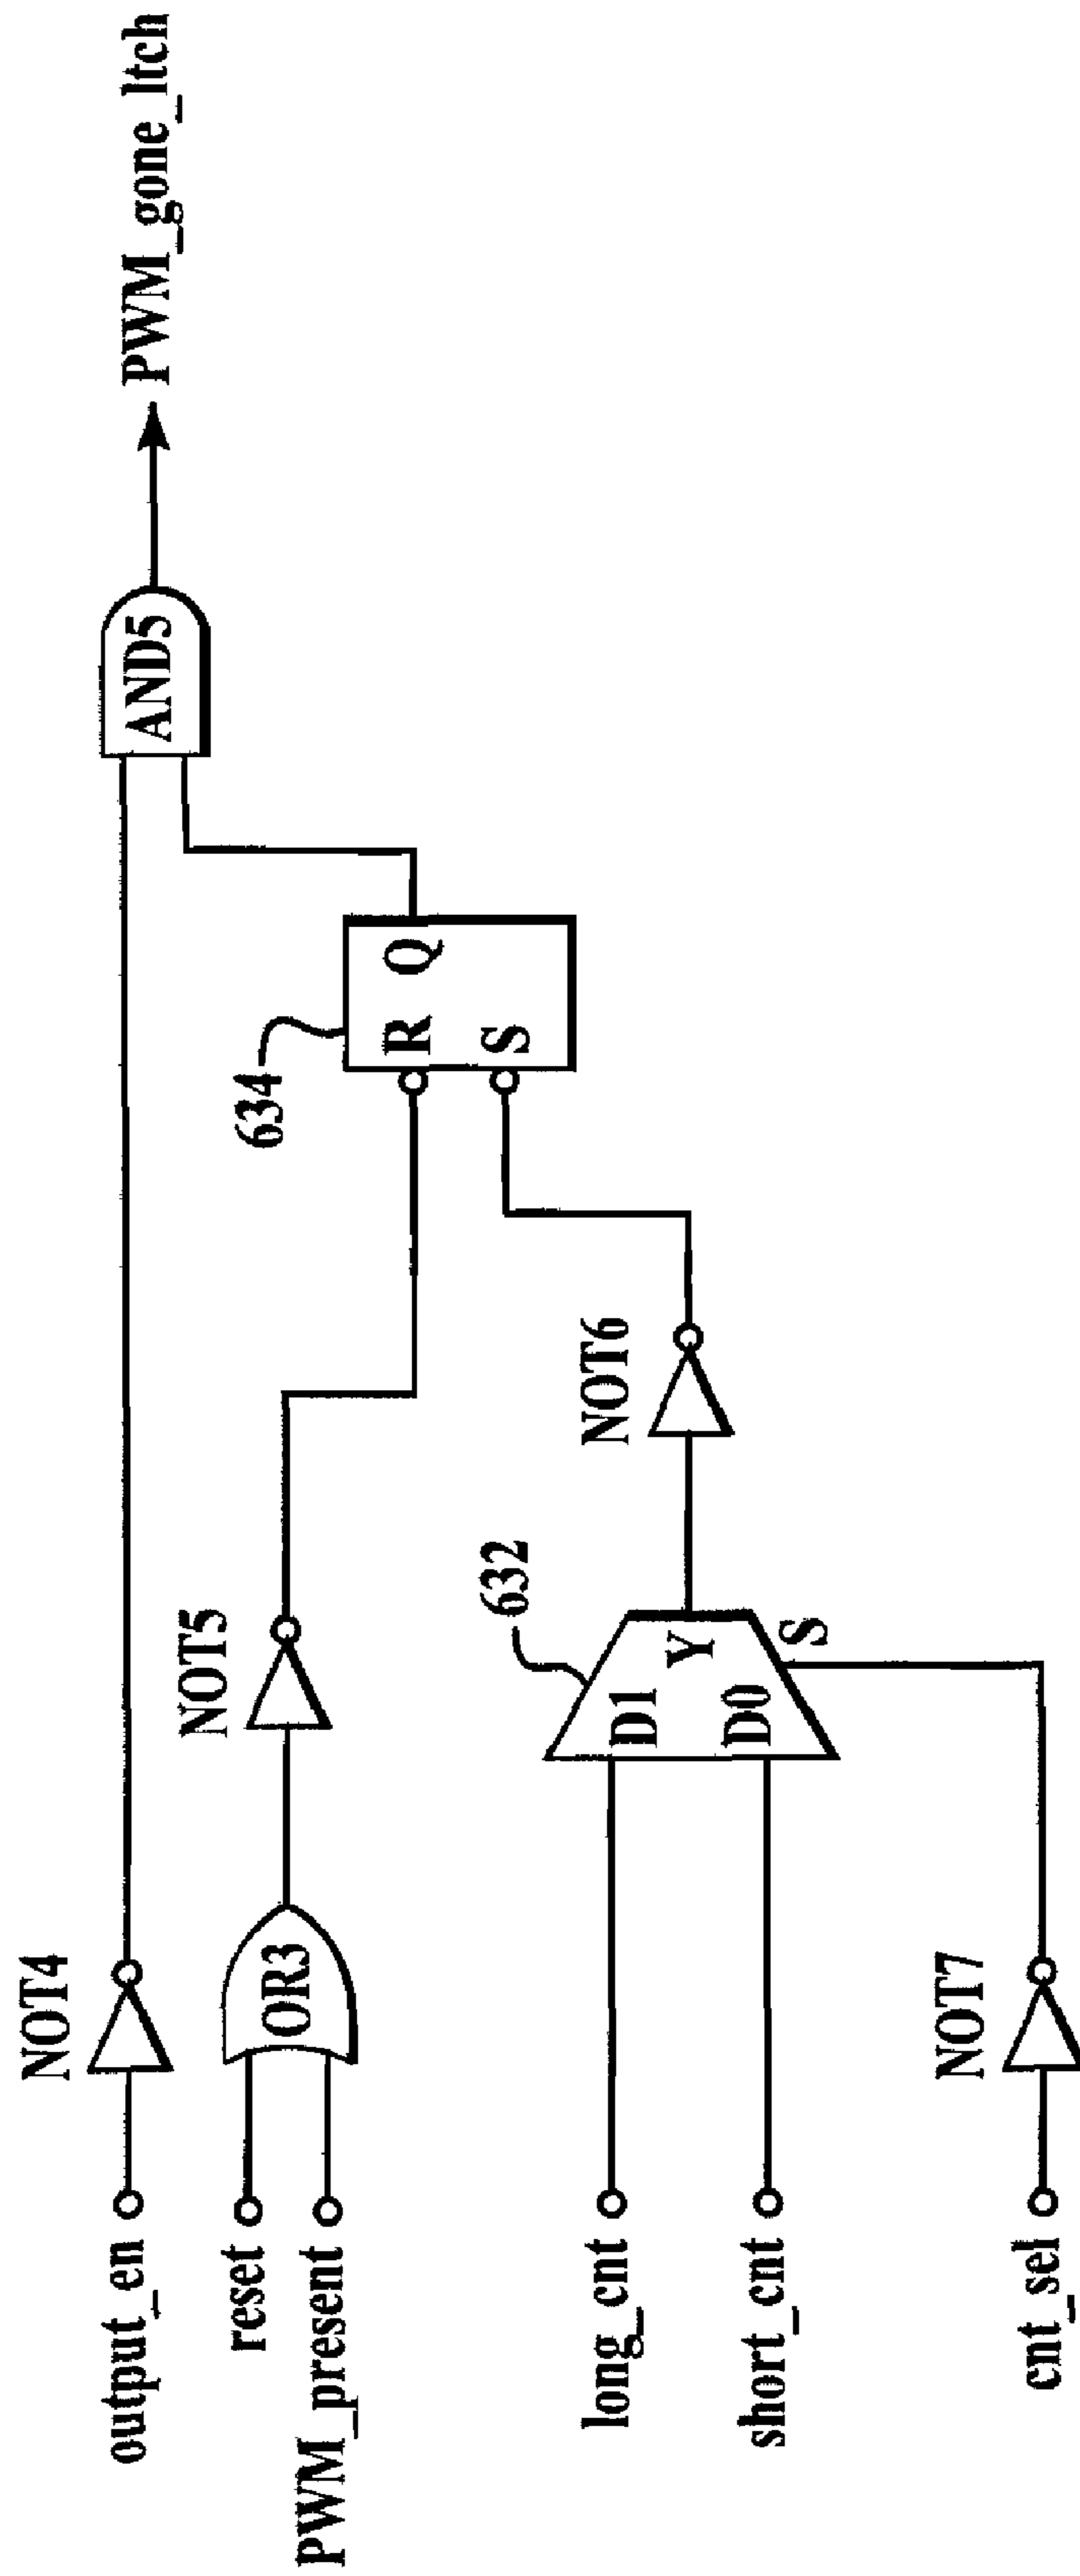 output_en
NOT4
reset
PWM_present
OR3
NOT5
634
R Q
S
AND5
PWM_gone_ltch
long_cnt
short_cnt
632
D1
D0
Y
S
NOT6
cnt_sel
NOT7